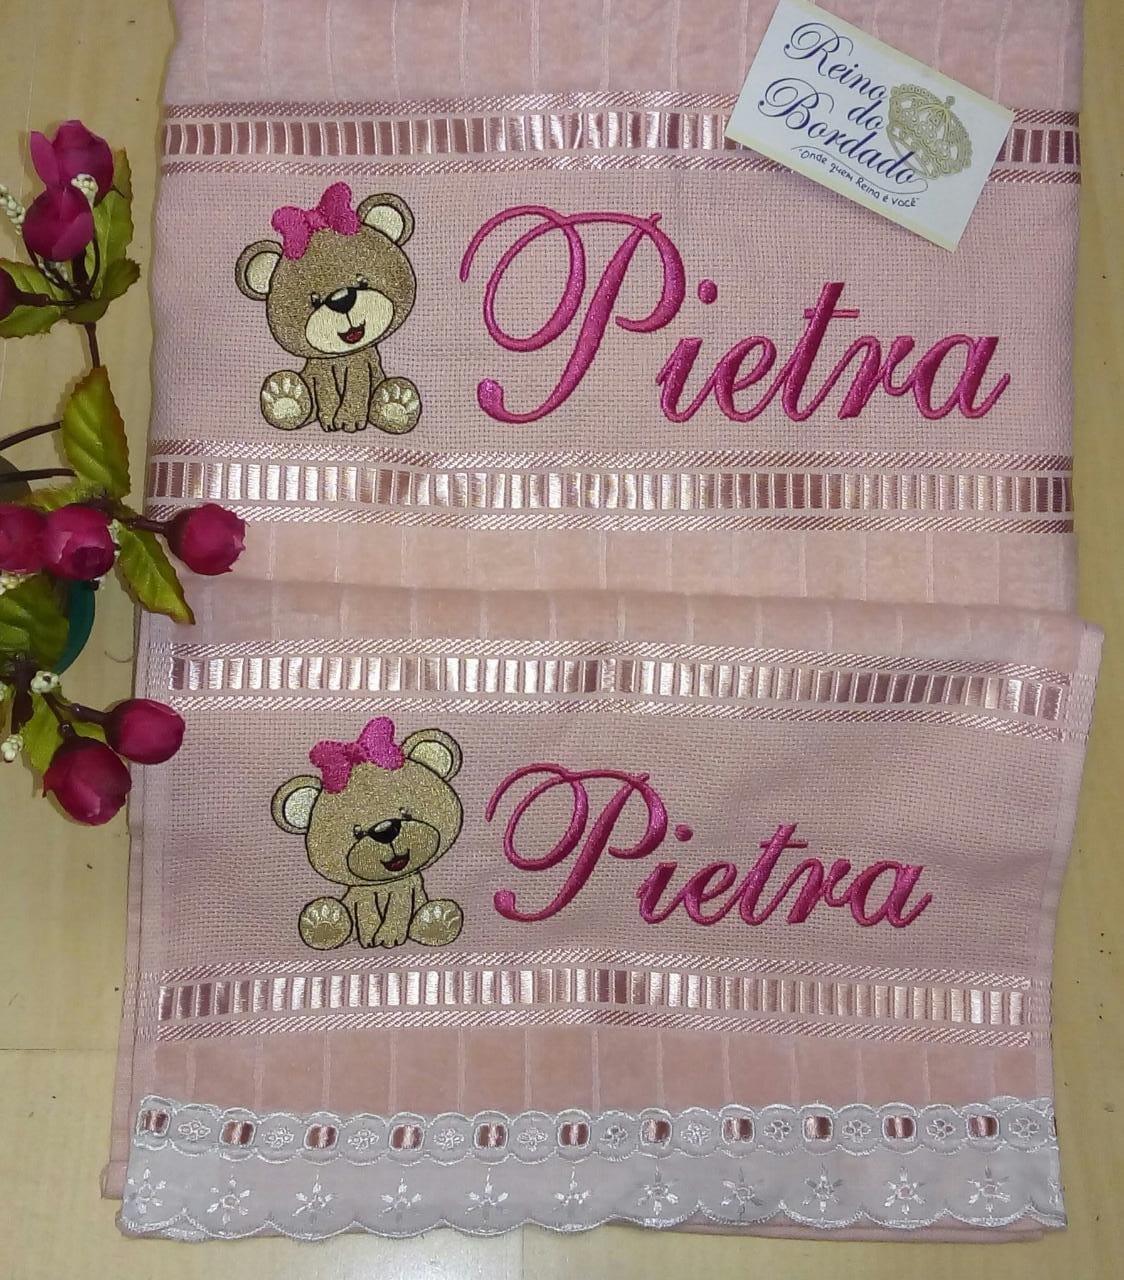 Reino
do
Bordado
"Onde quem Reina é você"
Pietra
Pietra